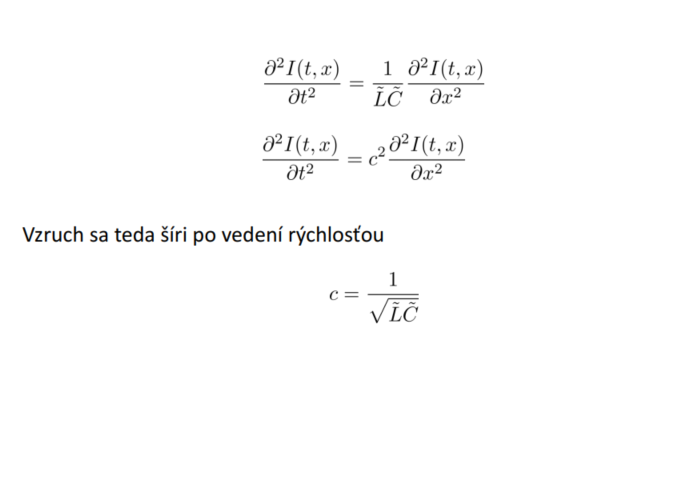 ∂²I(t, x)/∂t² = 1/(L̃C̃) ∂²I(t, x)/∂x²
∂²I(t, x)/∂t² = c² ∂²I(t, x)/∂x²
Vzruch sa teda šíri po vedení rýchlosťou
c = 1/√(L̃C̃)